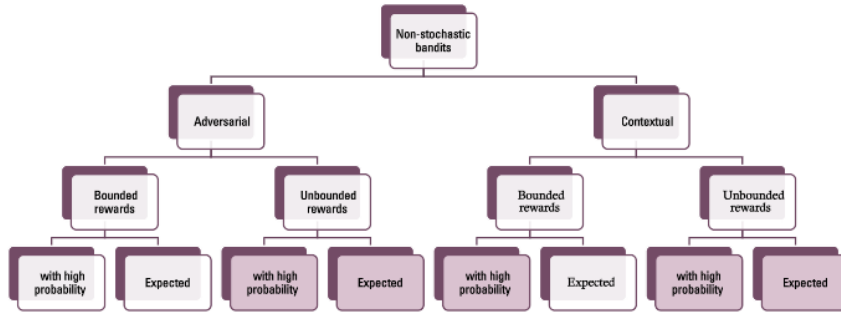 Non-stochastic
bandits
Adversarial
Contextual
Bounded
rewards
Unbounded
rewards
Bounded
rewards
Unbounded
rewards
with high
probability
Expected
with high
probability
Expected
with high
probability
Expected
with high
probability
Expected